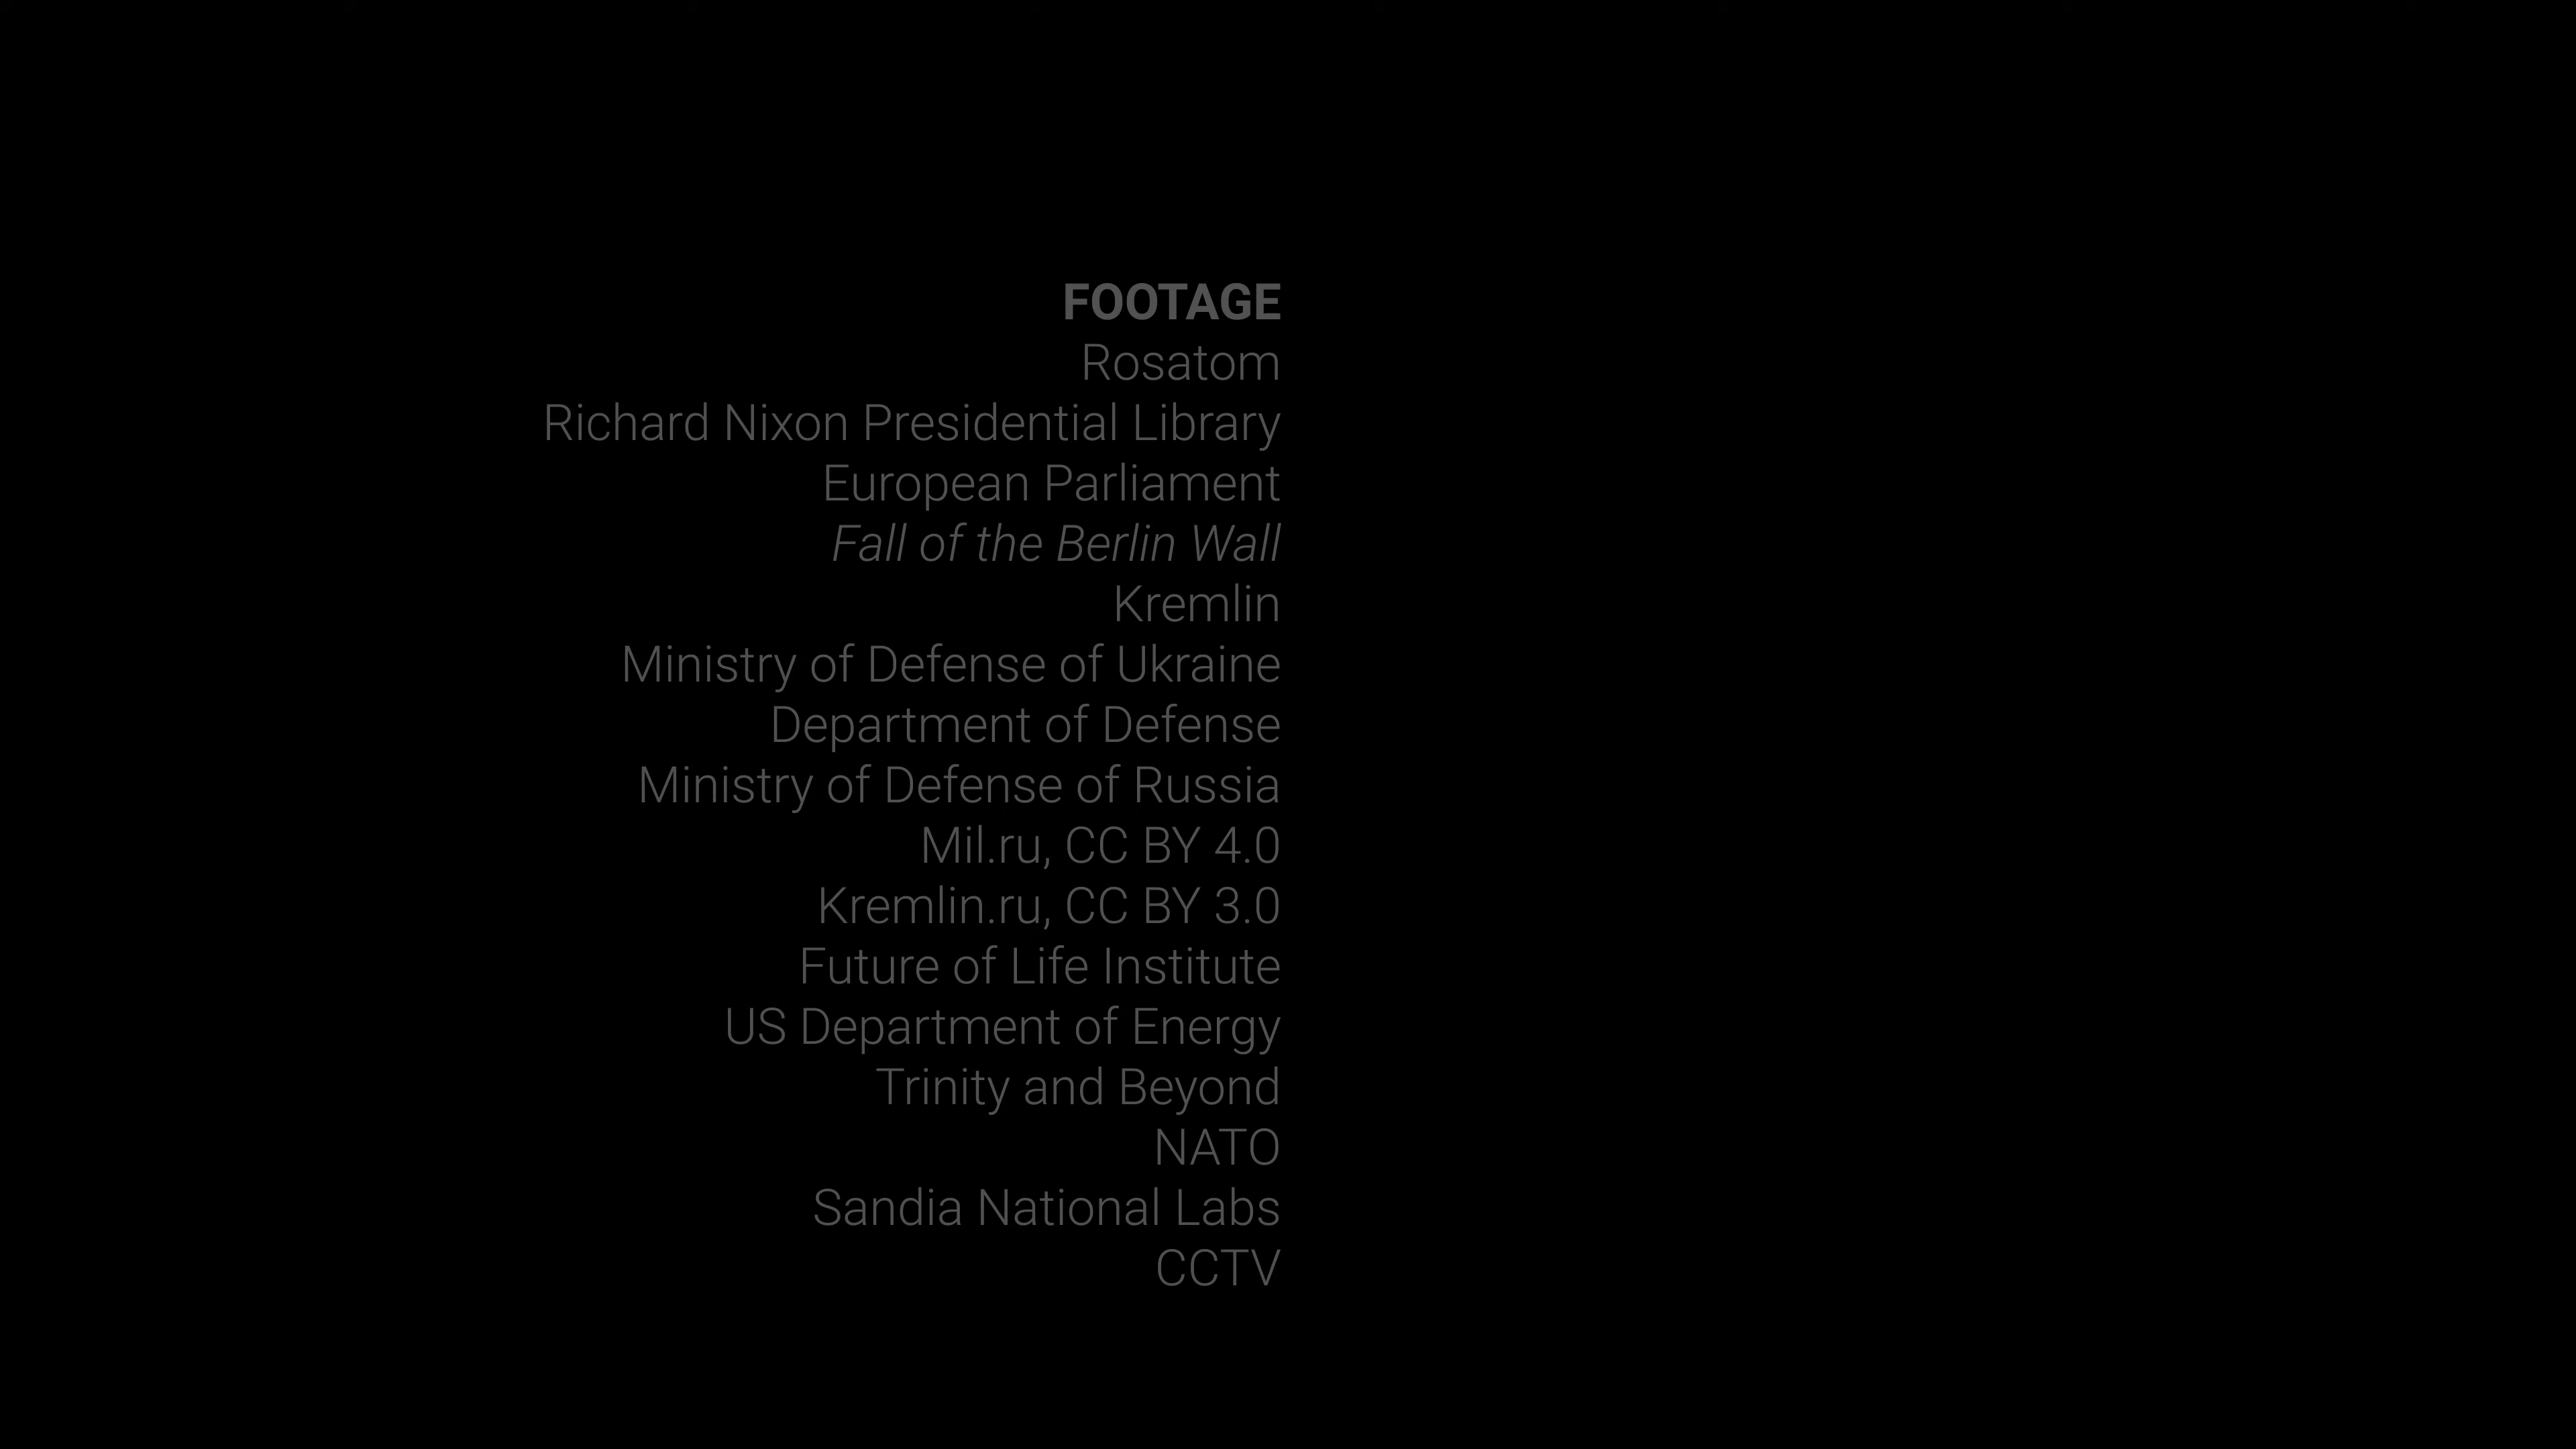 FOOTAGE
Rosatom
Richard Nixon Presidential Library
European Parliament
Fall of the Berlin Wall
Kremlin
Ministry of Defense of Ukraine
Department of Defense
Ministry of Defense of Russia
Mil.ru, CC BY 4.0
Kremlin.ru, CC BY 3.0
Future of Life Institute
US Department of Energy
Trinity and Beyond
NATO
Sandia National Labs
CCTV